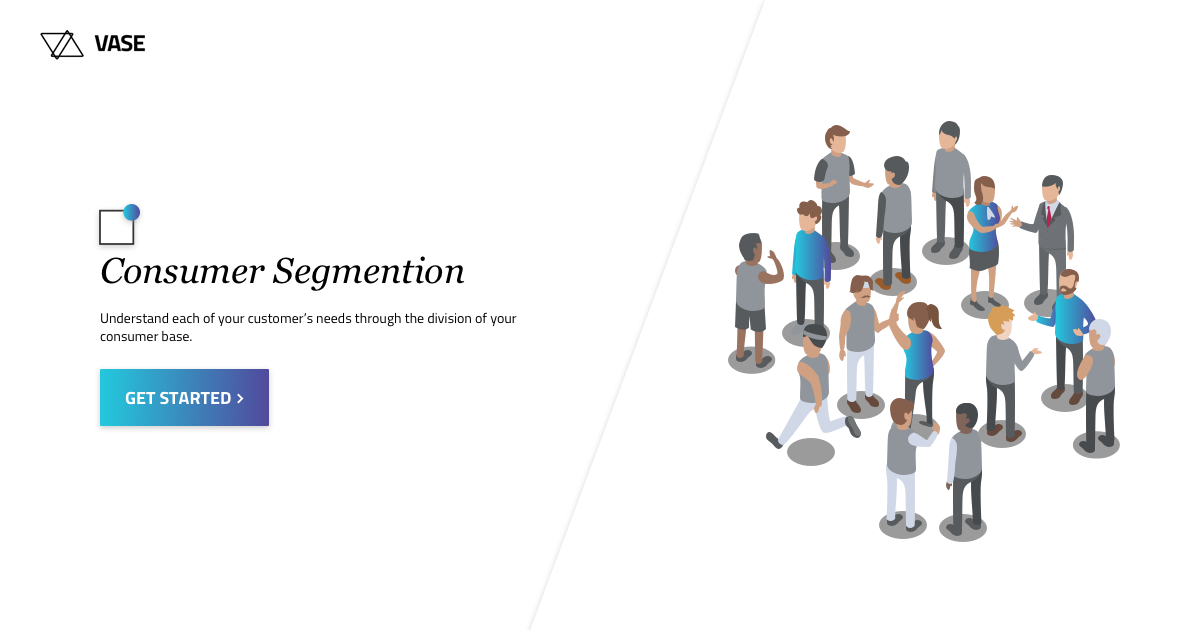 VASE
Consumer Segmention
Understand each of your customer’s needs through the division of your
consumer base.
GET STARTED >